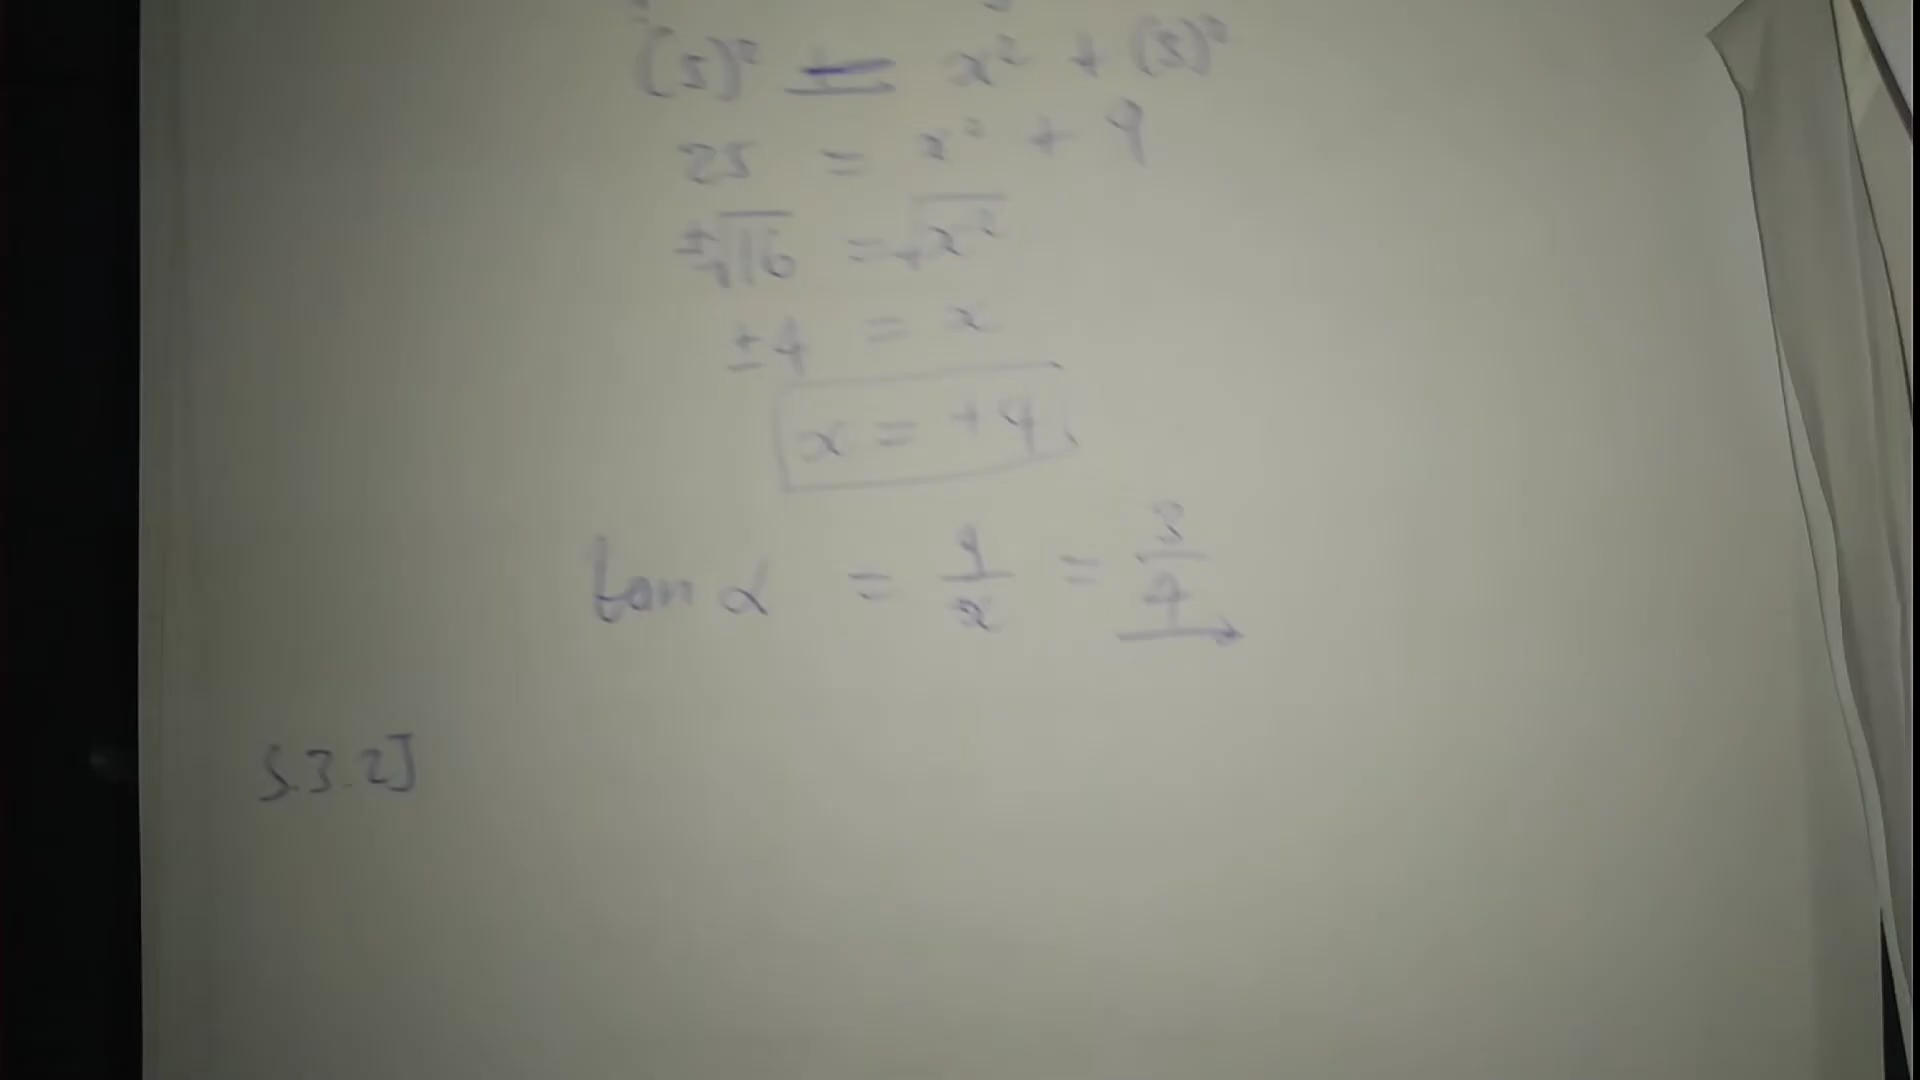 (5)² = x² + (3)²
25 = x² + 9
±√16 = √x²
±4 = x
x = +4
tan α = y/x = 3/4
5.3.2]